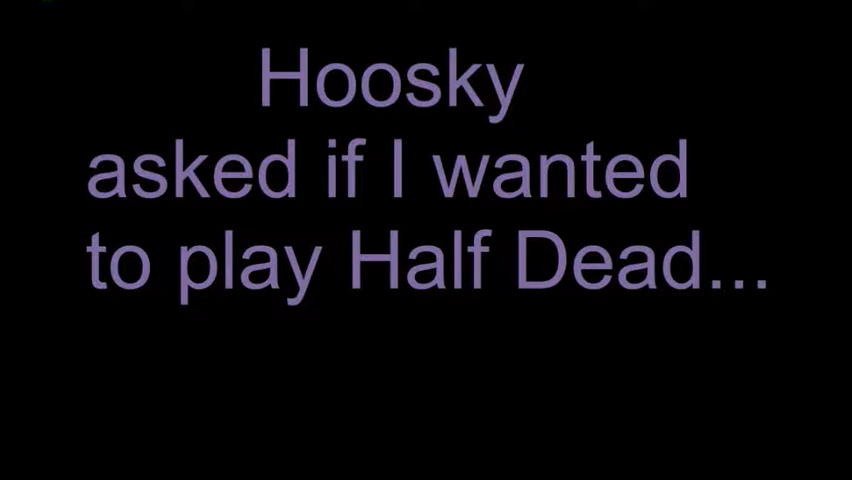 Hoosky
asked if I wanted
to play Half Dead...